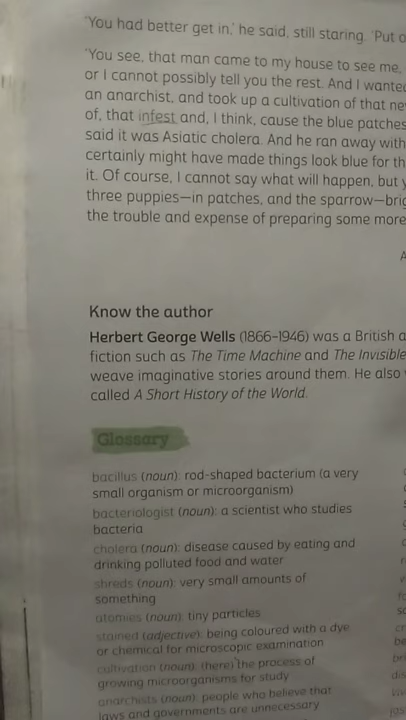 'You had better get in,' he said, still staring. 'Put o
'You see, that man came to my house to see me,
or I cannot possibly tell you the rest. And I wante
an anarchist, and took up a cultivation of that ne
of, that infest and, I think, cause the blue patches
said it was Asiatic cholera. And he ran away with
certainly might have made things look blue for th
it. Of course, I cannot say what will happen, but y
three puppies—in patches, and the sparrow—brig
the trouble and expense of preparing some more
A
Know the author
Herbert George Wells (1866–1946) was a British a
fiction such as The Time Machine and The Invisible
weave imaginative stories around them. He also
called A Short History of the World.
Glossary
bacillus (noun): rod-shaped bacterium (a very
small organism or microorganism)
bacteriologist (noun): a scientist who studies
bacteria
cholera (noun): disease caused by eating and
drinking polluted food and water
shreds (noun): very small amounts of
something
atomies (noun): tiny particles
stained (adjective): being coloured with a dye
or chemical for microscopic examination
cultivation (noun): (here) the process of
growing microorganisms for study
anarchists (noun): people who believe that
laws and governments are unnecessary